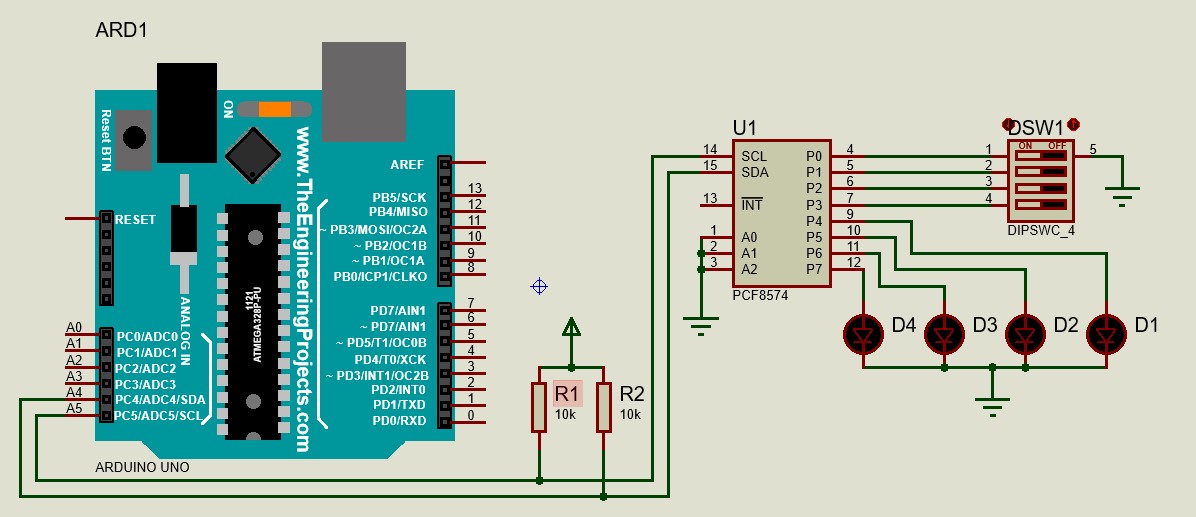 ARD1
Reset BTN
ON
www.TheEngineeringProjects.com
AREF
RESET
PB5/SCK 13
PB4/MISO 12
~ PB3/MOSI/OC2A 11
~ PB2/OC1B 10
~ PB1/OC1A 9
PB0/ICP1/CLKO 8
1121
ATMEGA328P-PU
ANALOG IN
PD7/AIN1 7
~ PD7/AIN1 6
~ PD5/T1/OC0B 5
PD4/T0/XCK 4
~ PD3/INT1/OC2B 3
PD2/INT0 2
PD1/TXD 1
PD0/RXD 0
A0 PC0/ADC0
A1 PC1/ADC1
A2 PC2/ADC2
A3 PC3/ADC3
A4 PC4/ADC4/SDA
A5 PC5/ADC5/SCL
ARDUINO UNO
R1
10k
R2
10k
U1
14 SCL P0 4
15 SDA P1 5
P2 6
13 INT P3 7
P4 9
1 A0 P5 10
2 A1 P6 11
3 A2 P7 12
PCF8574
DSW1
ON OFF
1 5
2
3
4
DIPSWC_4
D4
D3
D2
D1